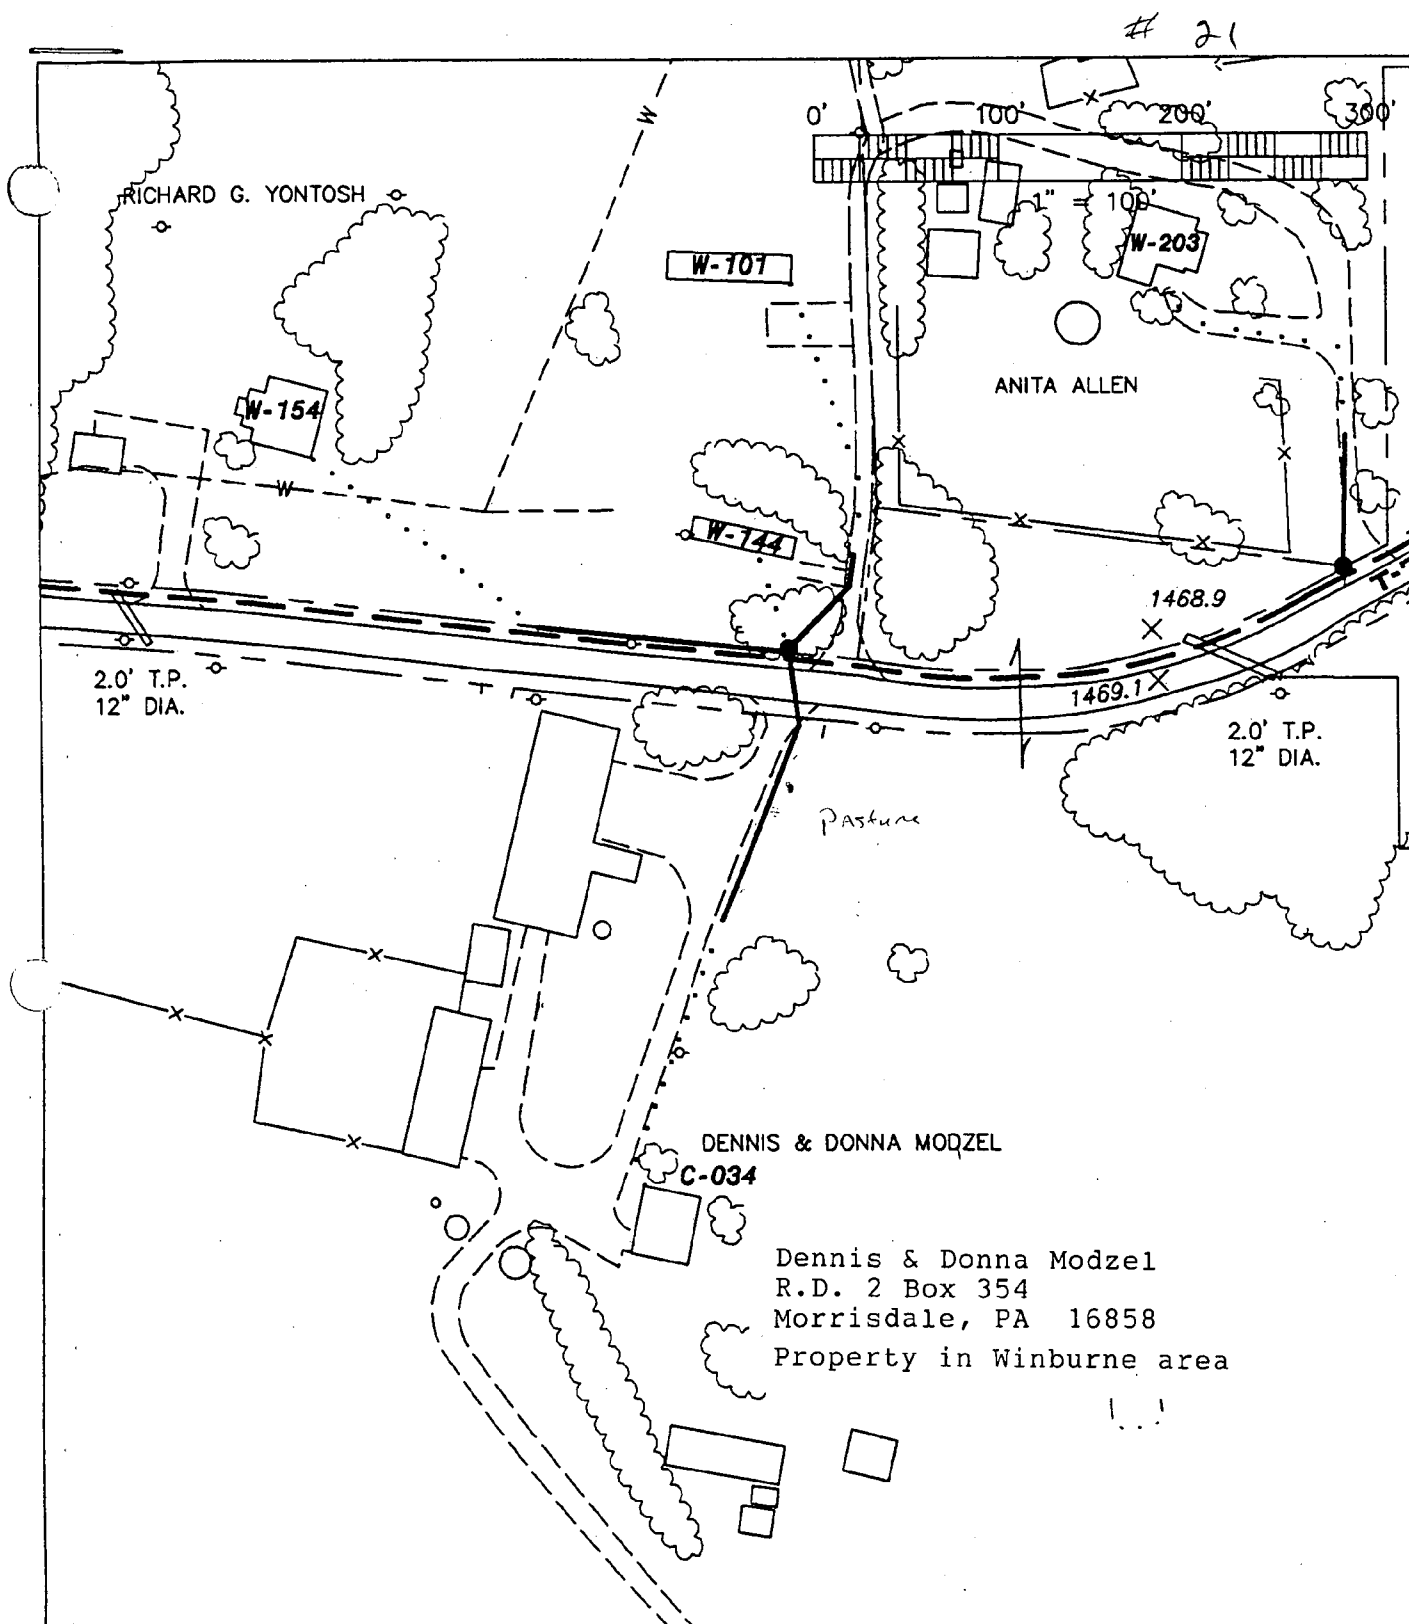 # 21
0' 100' 200' 300'
1" = 100'
RICHARD G. YONTOSH
W
W-101
W-203
ANITA ALLEN
W-154
W
W-144
1468.9
1469.1
2.0' T.P.
12" DIA.
2.0' T.P.
12" DIA.
Pasture
DENNIS & DONNA MODZEL
C-034
Dennis & Donna Modzel
R.D. 2 Box 354
Morrisdale, PA 16858
Property in Winburne area